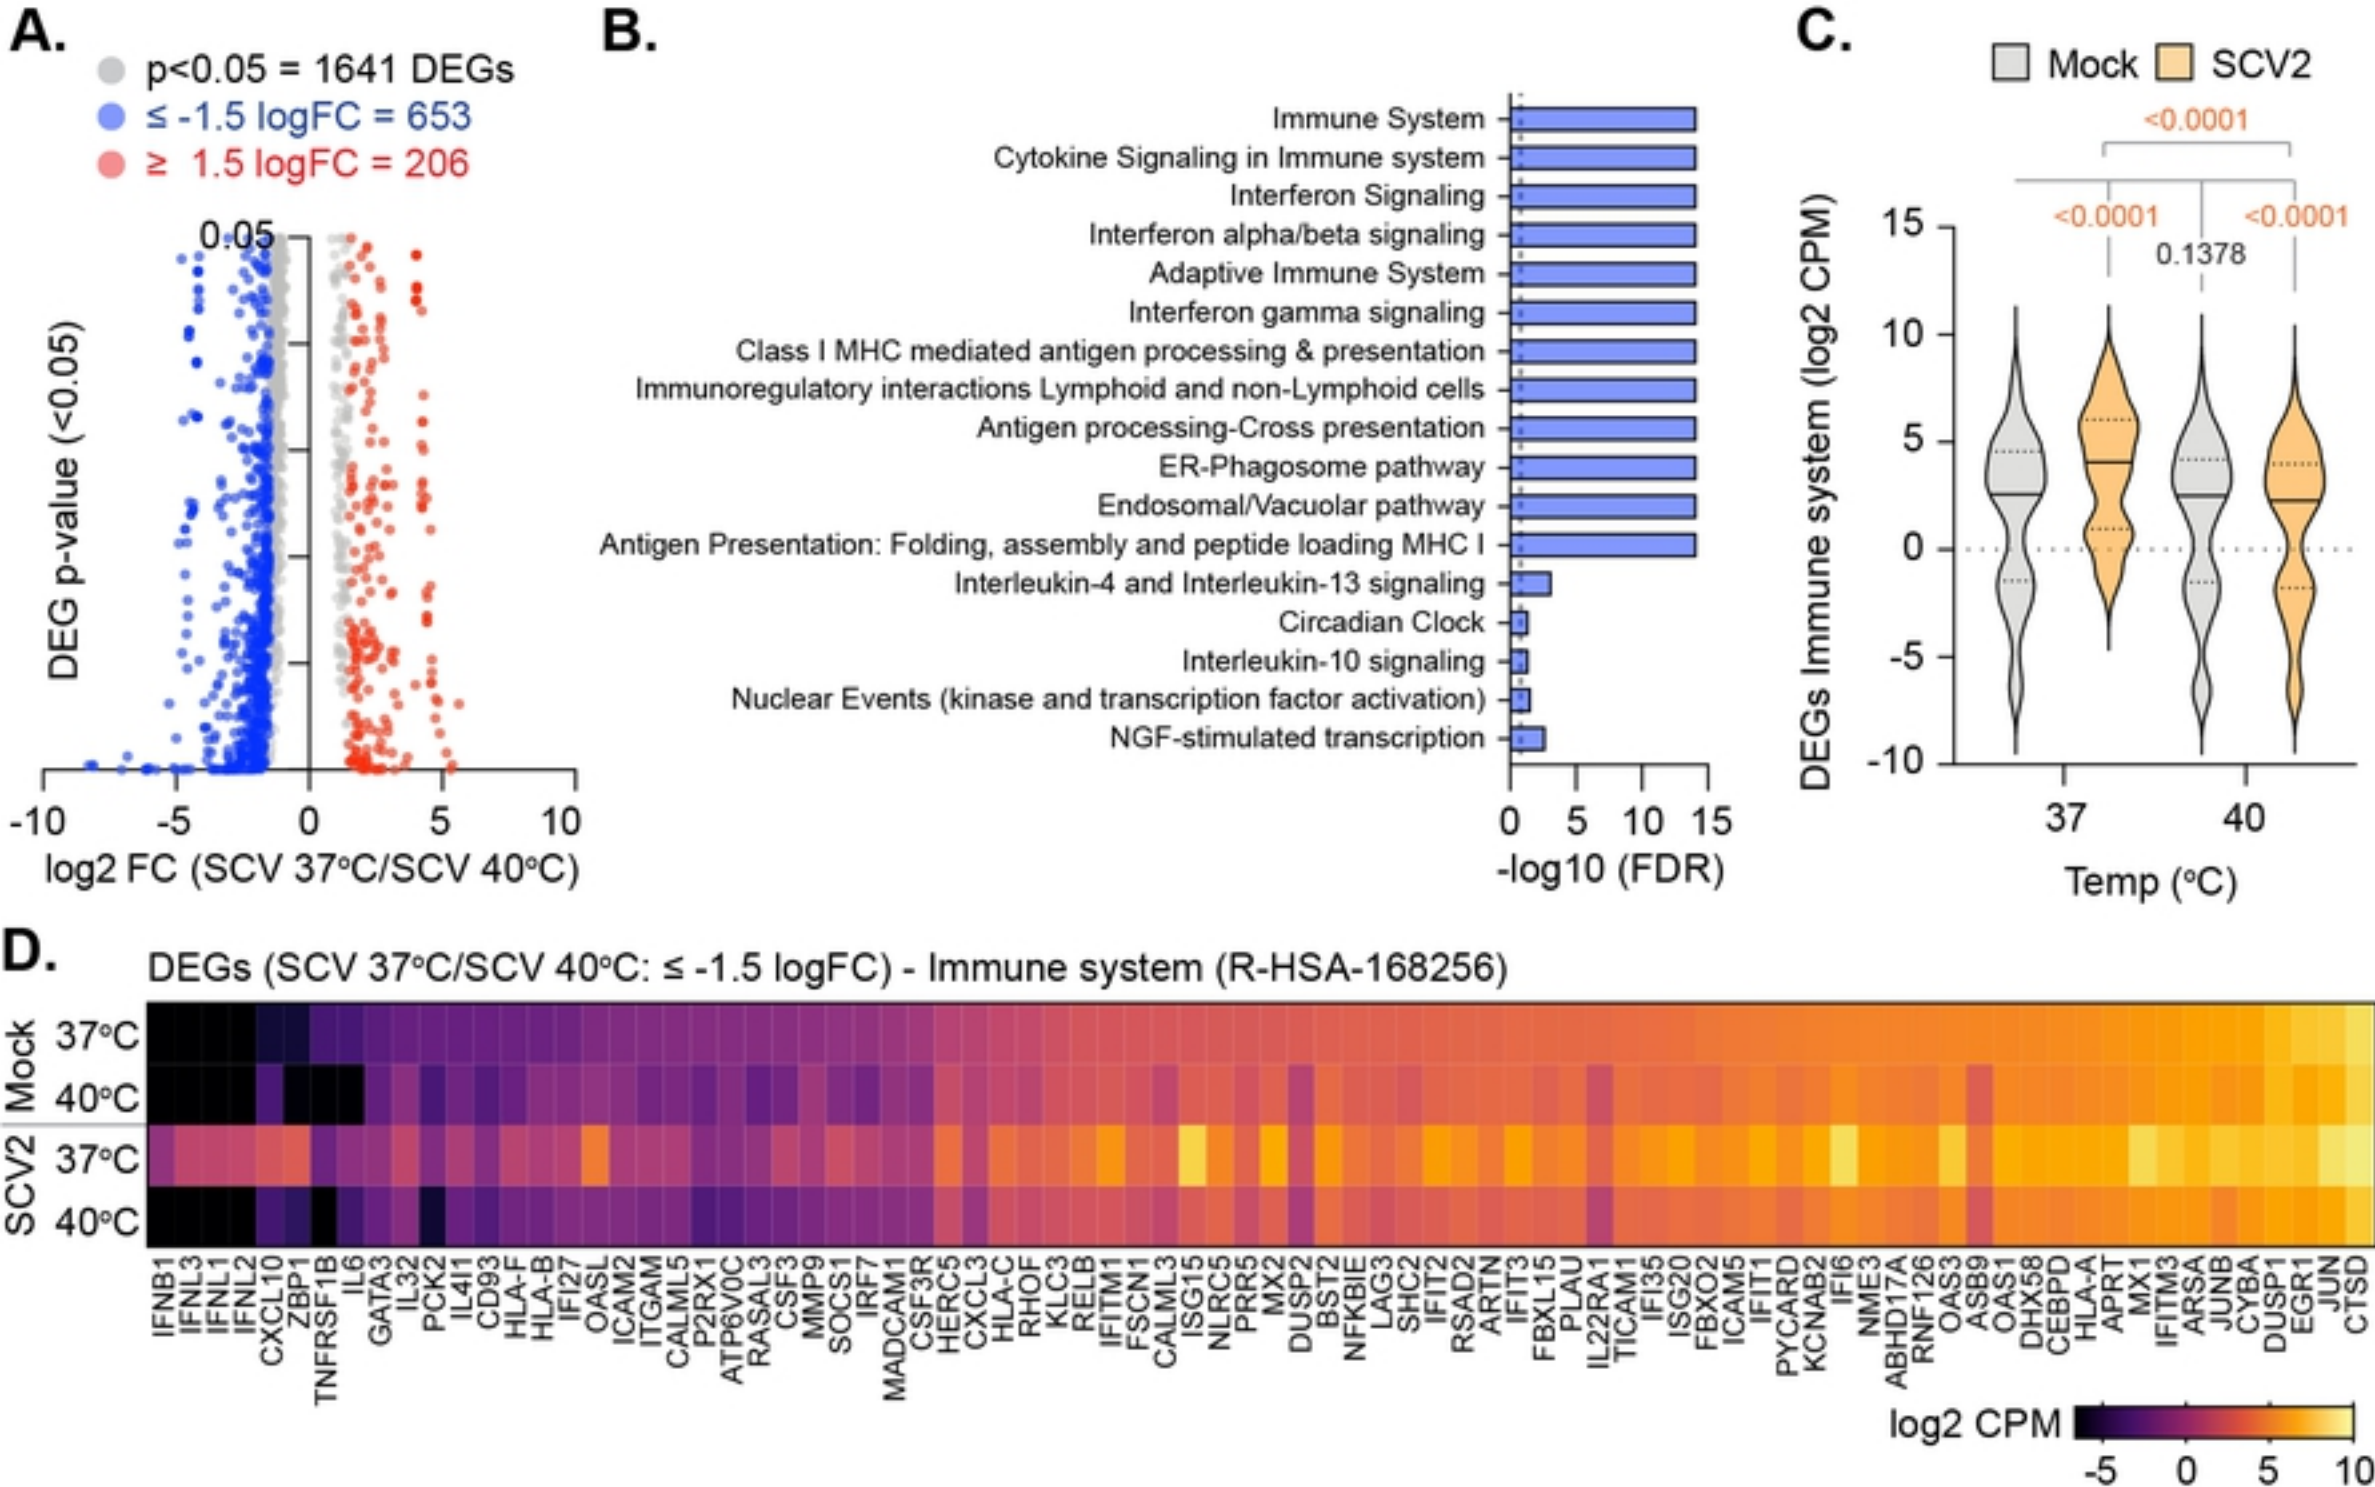 A.
p<0.05 = 1641 DEGs
≤ -1.5 logFC = 653
≥ 1.5 logFC = 206
0.05
DEG p-value (<0.05)
-10 -5 0 5 10
log2 FC (SCV 37ºC/SCV 40ºC)
B.
Immune System
Cytokine Signaling in Immune system
Interferon Signaling
Interferon alpha/beta signaling
Adaptive Immune System
Interferon gamma signaling
Class I MHC mediated antigen processing & presentation
Immunoregulatory interactions Lymphoid and non-Lymphoid cells
Antigen processing-Cross presentation
ER-Phagosome pathway
Endosomal/Vacuolar pathway
Antigen Presentation: Folding, assembly and peptide loading MHC I
Interleukin-4 and Interleukin-13 signaling
Circadian Clock
Interleukin-10 signaling
Nuclear Events (kinase and transcription factor activation)
NGF-stimulated transcription
0 5 10 15
-log10 (FDR)
C.
Mock SCV2
<0.0001
<0.0001 <0.0001
0.1378
DEGs Immune system (log2 CPM)
15
10
5
0
-5
-10
37 40
Temp (ºC)
D.
DEGs (SCV 37ºC/SCV 40ºC: ≤ -1.5 logFC) - Immune system (R-HSA-168256)
Mock
37ºC
40ºC
SCV2
37ºC
40ºC
IFNB1
IFNL3
IFNL1
IFNL2
CXCL10
ZBP1
TNFRSF1B
IL6
GATA3
IL32
PCK2
IL4I1
CD93
HLA-F
HLA-B
IFI27
OASL
ICAM2
ITGAM
CALML5
P2RX1
ATP6V0C
RASAL3
CSF3
MMP9
SOCS1
IRF7
MADCAM1
CSF3R
HERC5
CXCL3
HLA-C
RHOF
KLC3
RELB
IFITM1
FSCN1
CALML3
ISG15
NLRC5
PRR5
MX2
DUSP2
BST2
NFKBIE
LAG3
SHC2
IFIT2
RSAD2
ARTN
IFIT3
FBXL15
PLAU
IL22RA1
TICAM1
IFI35
ISG20
FBXO2
ICAM5
IFIT1
PYCARD
KCNAB2
IFI6
NME3
ABHD17A
RNF126
OAS3
ASB9
OAS1
DHX58
CEBPD
HLA-A
APRT
MX1
IFITM3
ARSA
JUNB
CYBA
DUSP1
EGR1
JUN
CTSD
log2 CPM
-5 0 5 10